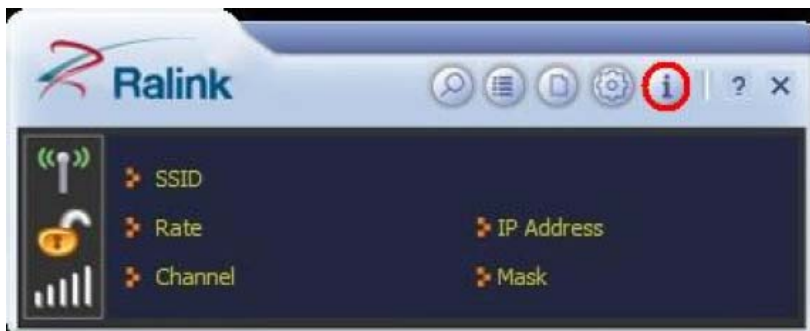 Ralink
i
? ×
SSID
Rate
IP Address
Channel
Mask